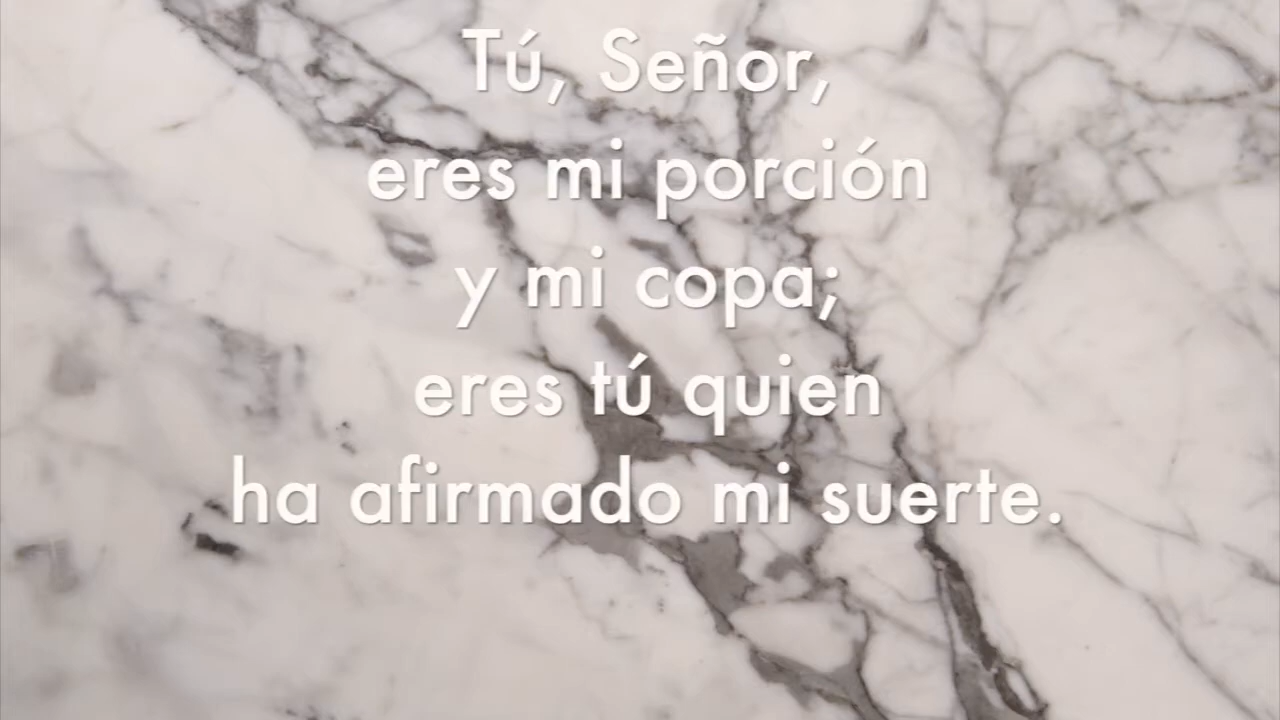 Tú, Señor,
eres mi porción
y mi copa;
eres tú quien
ha afirmado mi suerte.